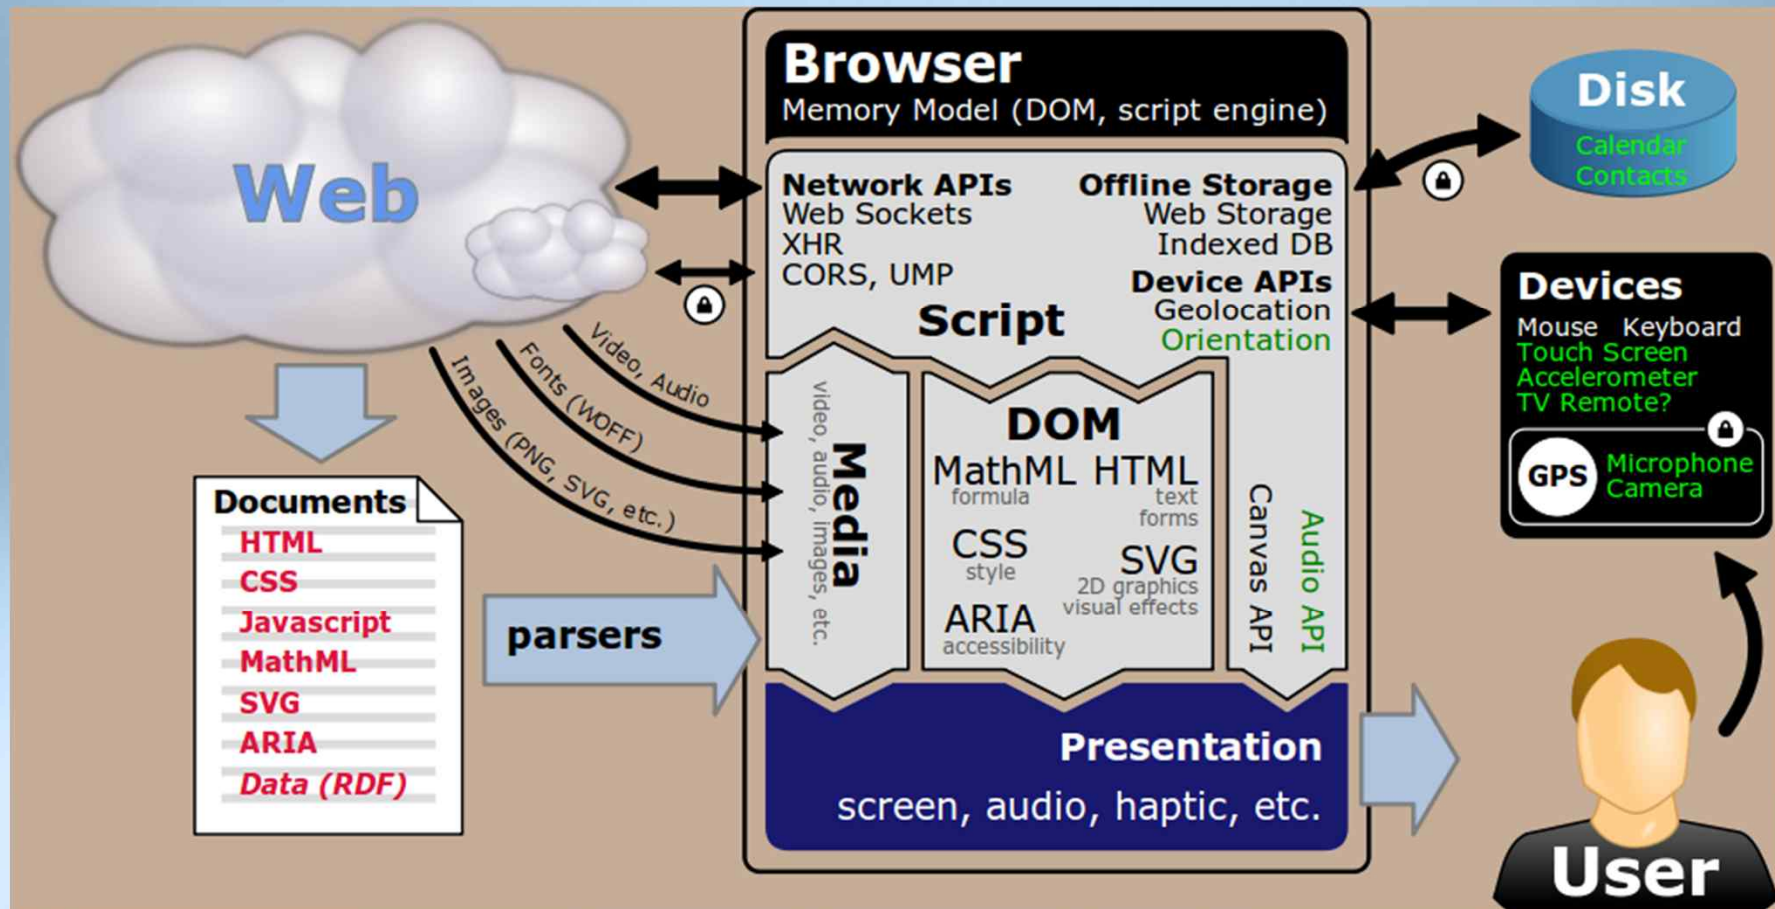 Web
Video, Audio
Fonts (WOFF)
Images (PNG, SVG, etc.)
Documents
HTML
CSS
Javascript
MathML
SVG
ARIA
Data (RDF)
parsers
Browser
Memory Model (DOM, script engine)
Network APIs
Web Sockets
XHR
CORS, UMP
Offline Storage
Web Storage
Indexed DB
Device APIs
Geolocation
Orientation
Script
Media
video, audio, images, etc.
DOM
MathML HTML
formula
text
forms
CSS
style
SVG
2D graphics
visual effects
ARIA
accessibility
Canvas API
Audio API
Presentation
screen, audio, haptic, etc.
Disk
Calendar
Contacts
Devices
Mouse Keyboard
Touch Screen
Accelerometer
TV Remote?
GPS
Microphone
Camera
User